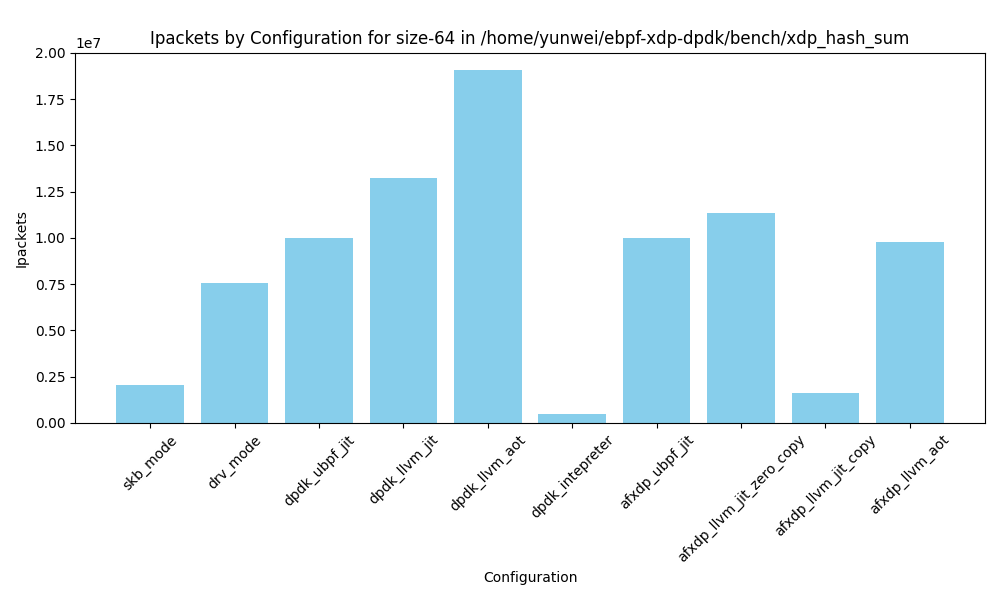 Ipackets by Configuration for size-64 in /home/yunwei/ebpf-xdp-dpdk/bench/xdp_hash_sum
1e7
2.00
1.75
1.50
1.25
1.00
0.75
0.50
0.25
0.00
Ipackets
skb_mode
drv_mode
dpdk_ubpf_jit
dpdk_llvm_jit
dpdk_llvm_aot
dpdk_intepreter
afxdp_ubpf_jit
afxdp_llvm_jit_zero_copy
afxdp_llvm_jit_copy
afxdp_llvm_aot
Configuration